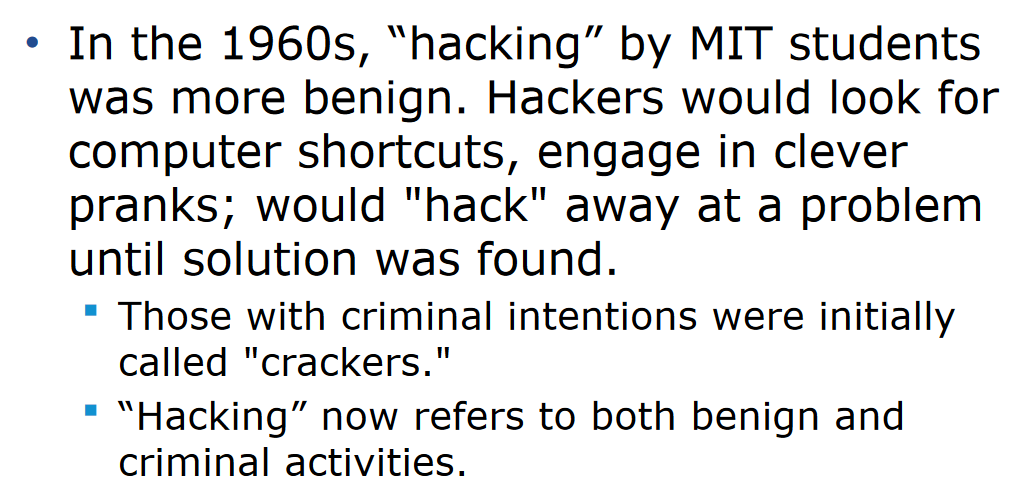 • In the 1960s, “hacking” by MIT students
was more benign. Hackers would look for
computer shortcuts, engage in clever
pranks; would "hack" away at a problem
until solution was found.
▪ Those with criminal intentions were initially
called "crackers."
▪ “Hacking” now refers to both benign and
criminal activities.